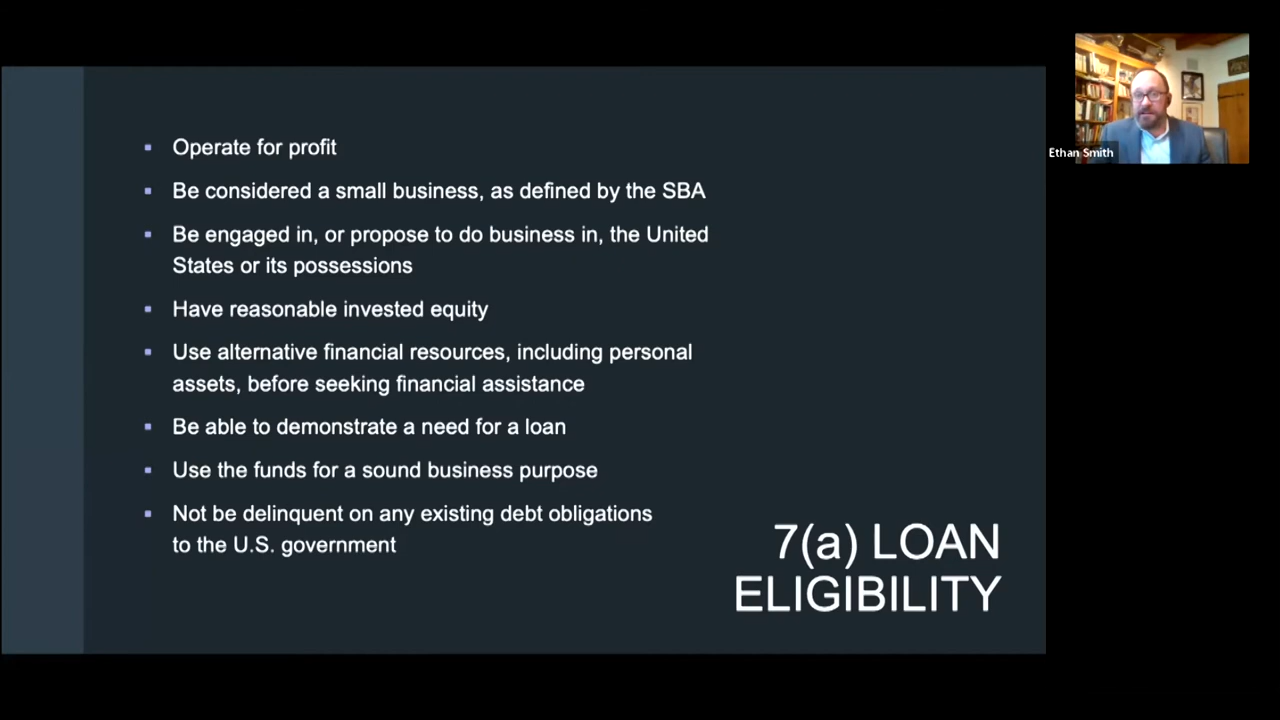 ▪ Operate for profit
▪ Be considered a small business, as defined by the SBA
▪ Be engaged in, or propose to do business in, the United
States or its possessions
▪ Have reasonable invested equity
▪ Use alternative financial resources, including personal
assets, before seeking financial assistance
▪ Be able to demonstrate a need for a loan
▪ Use the funds for a sound business purpose
▪ Not be delinquent on any existing debt obligations
to the U.S. government
7(a) LOAN
ELIGIBILITY
Ethan Smith